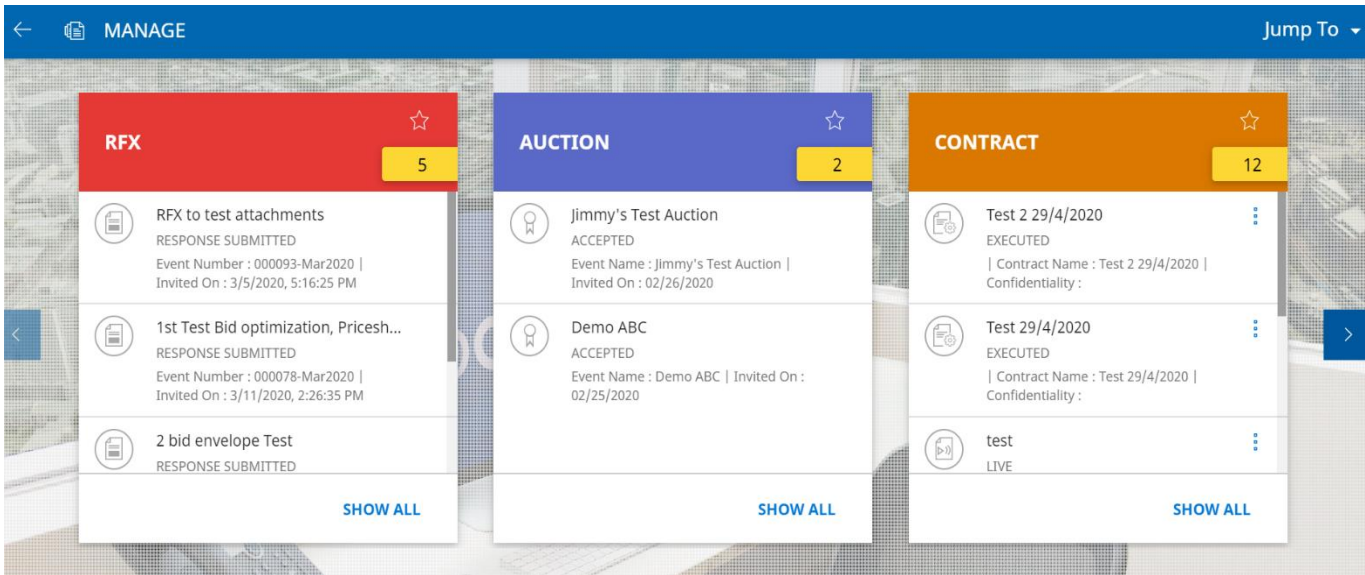 MANAGE
Jump To
RFX
5
RFX to test attachments
RESPONSE SUBMITTED
Event Number : 000093-Mar2020 |
Invited On : 3/5/2020, 5:16:25 PM
1st Test Bid optimization, Pricesh...
RESPONSE SUBMITTED
Event Number : 000078-Mar2020 |
Invited On : 3/11/2020, 2:26:35 PM
2 bid envelope Test
RESPONSE SUBMITTED
SHOW ALL
AUCTION
2
Jimmy's Test Auction
ACCEPTED
Event Name : Jimmy's Test Auction |
Invited On : 02/26/2020
Demo ABC
ACCEPTED
Event Name : Demo ABC | Invited On :
02/25/2020
SHOW ALL
CONTRACT
12
Test 2 29/4/2020
EXECUTED
| Contract Name : Test 2 29/4/2020 |
Confidentiality :
Test 29/4/2020
EXECUTED
| Contract Name : Test 29/4/2020 |
Confidentiality :
test
LIVE
SHOW ALL